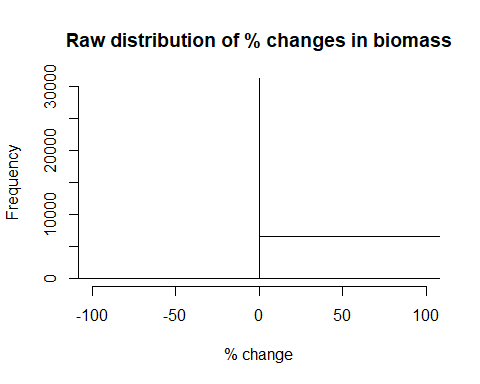 Raw distribution of % changes in biomass
Frequency
30000
20000
10000
0
-100 -50 0 50 100
% change